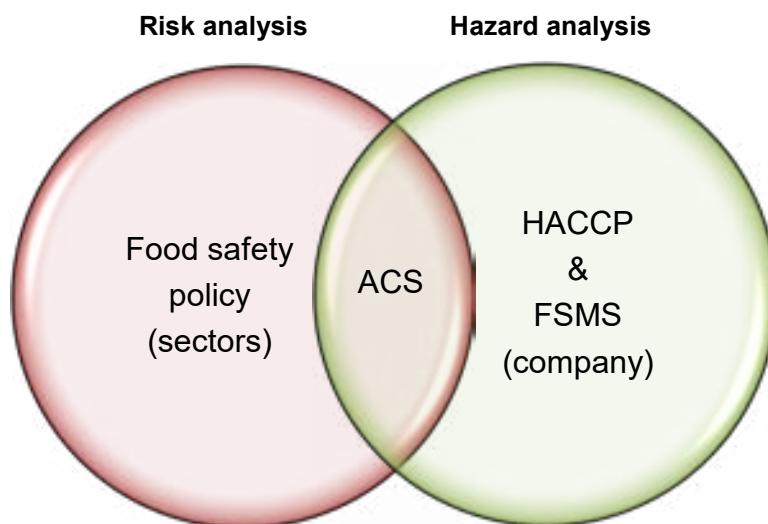 Risk analysis
Hazard analysis
Food safety
policy
(sectors)
ACS
HACCP
&
FSMS
(company)